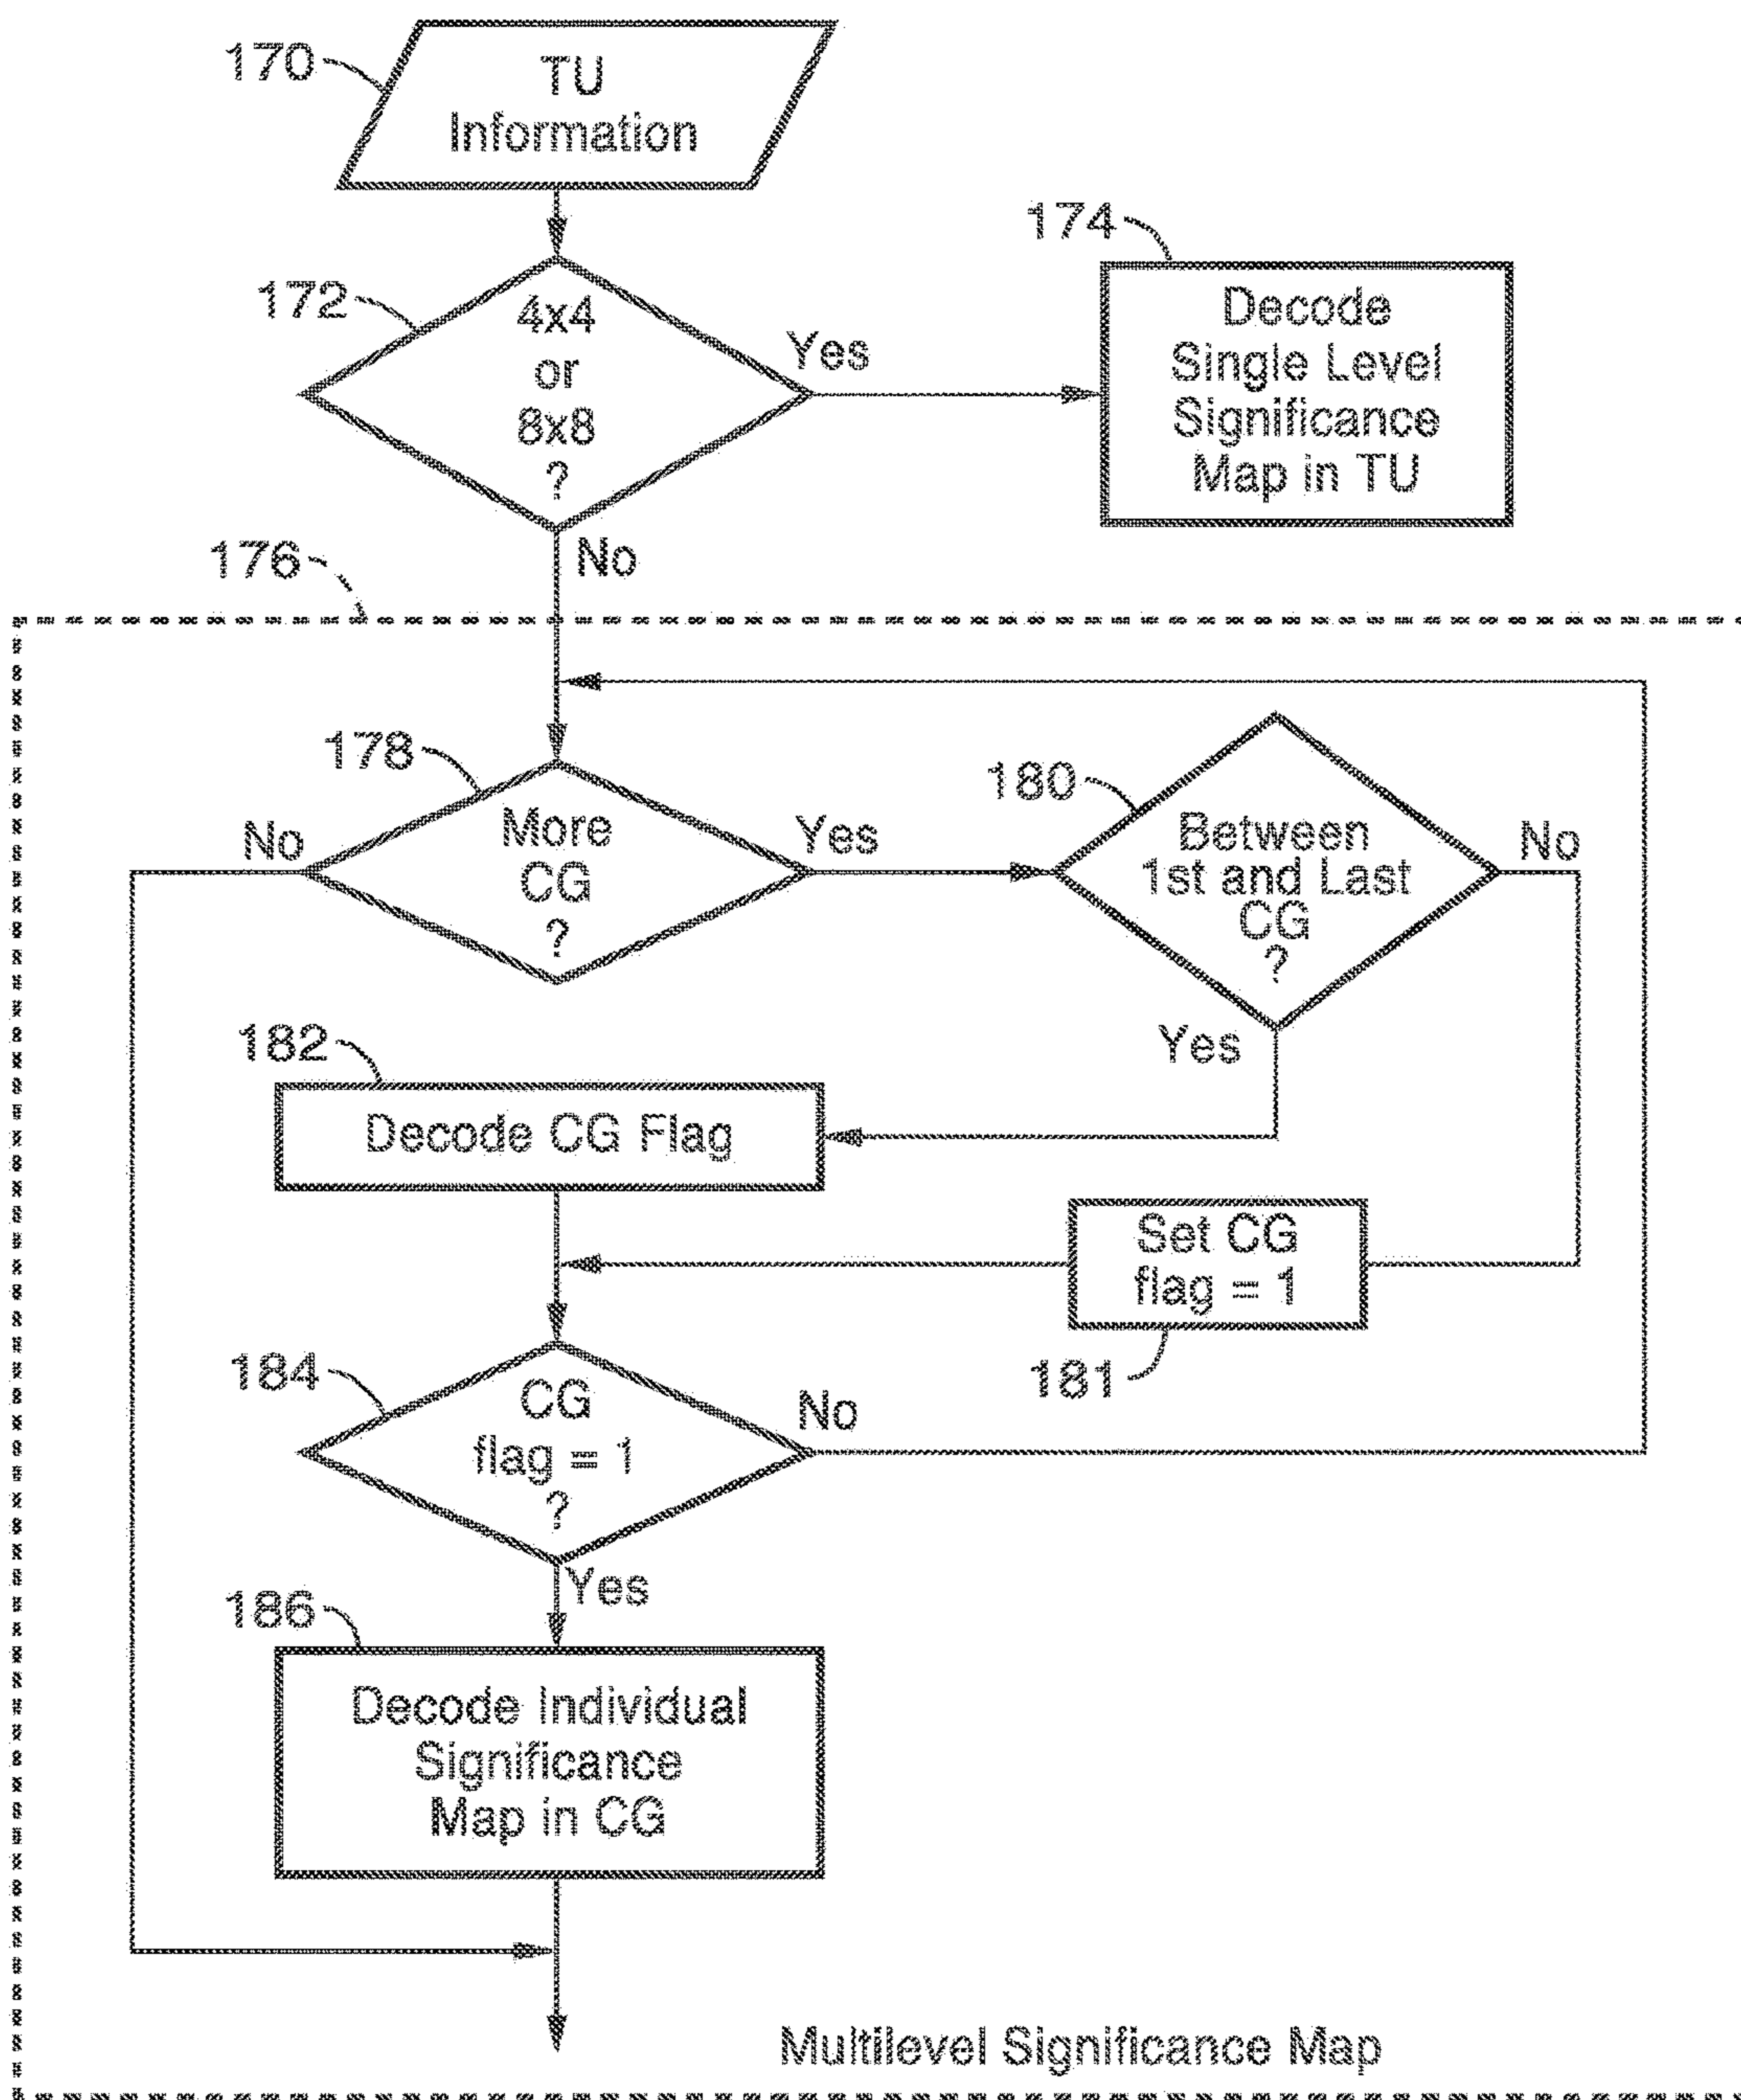 170
TU
Information
172
4x4
or
8x8
?
Yes
174
Decode
Single Level
Significance
Map in TU
No
176
178
More
CG
?
No
Yes
180
Between
1st and Last
CG
?
No
Yes
182
Decode CG Flag
Set CG
flag = 1
181
184
CG
flag = 1
?
No
Yes
186
Decode Individual
Significance
Map in CG
Multilevel Significance Map